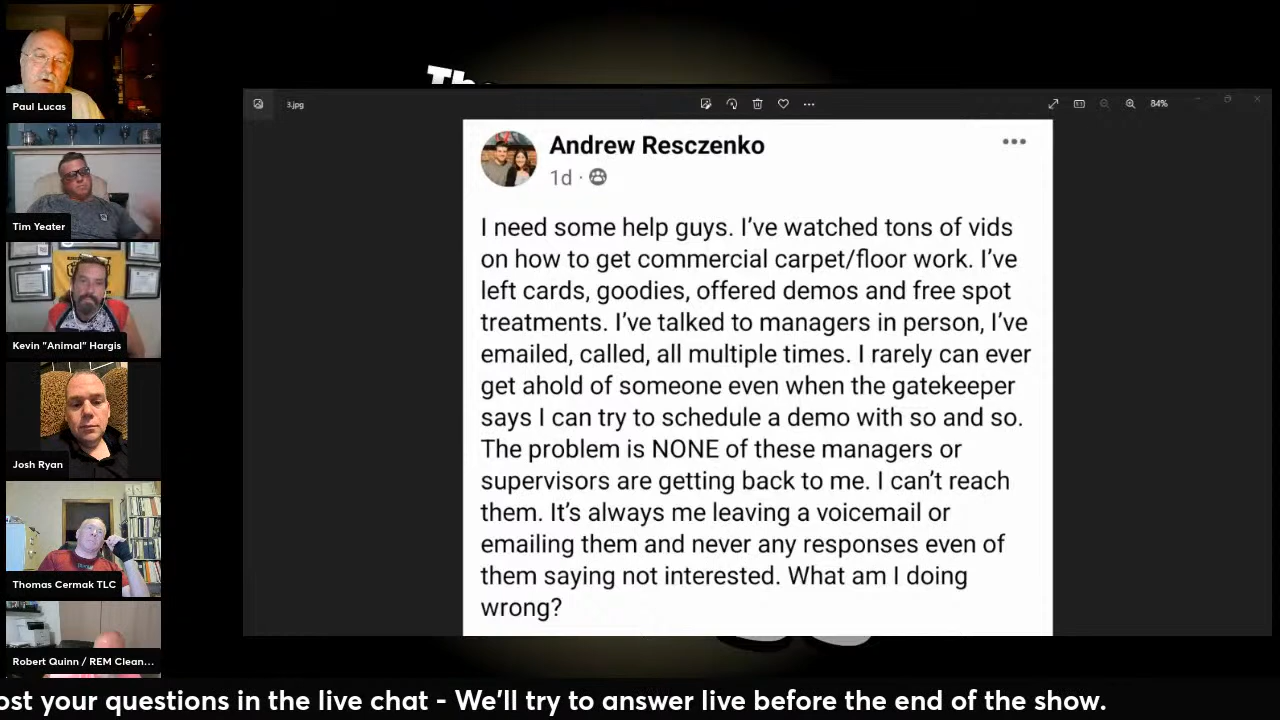 Paul Lucas
Tim Yeater
Kevin "Animal" Hargis
Josh Ryan
Thomas Cermak TLC
Robert Quinn / REM Clean...
Th
3.jpg
84%
Andrew Resczenko
1d ·
I need some help guys. I’ve watched tons of vids
on how to get commercial carpet/floor work. I’ve
left cards, goodies, offered demos and free spot
treatments. I’ve talked to managers in person, I’ve
emailed, called, all multiple times. I rarely can ever
get ahold of someone even when the gatekeeper
says I can try to schedule a demo with so and so.
The problem is NONE of these managers or
supervisors are getting back to me. I can’t reach
them. It’s always me leaving a voicemail or
emailing them and never any responses even of
them saying not interested. What am I doing
wrong?
ost your questions in the live chat - We'll try to answer live before the end of the show.